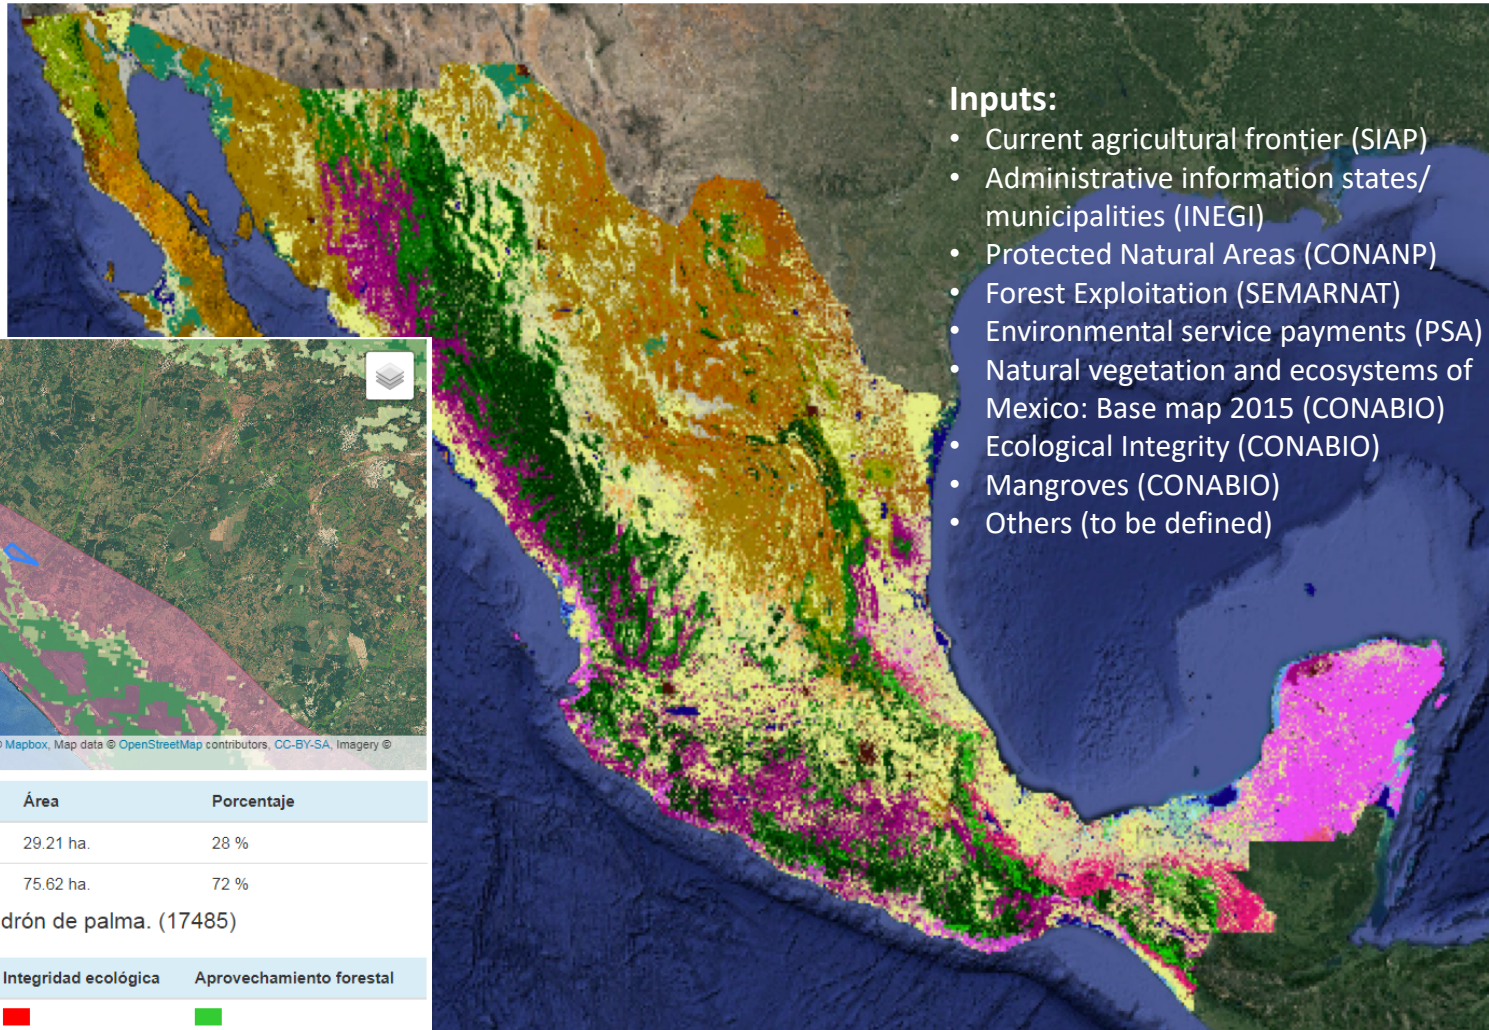 Inputs:
• Current agricultural frontier (SIAP)
• Administrative information states/
municipalities (INEGI)
• Protected Natural Areas (CONANP)
• Forest Exploitation (SEMARNAT)
• Environmental service payments (PSA)
• Natural vegetation and ecosystems of
Mexico: Base map 2015 (CONABIO)
• Ecological Integrity (CONABIO)
• Mangroves (CONABIO)
• Others (to be defined)
© Mapbox, Map data © OpenStreetMap contributors, CC-BY-SA, Imagery ©
Área Porcentaje
29.21 ha. 28 %
75.62 ha. 72 %
drón de palma. (17485)
Integridad ecológica Aprovechamiento forestal